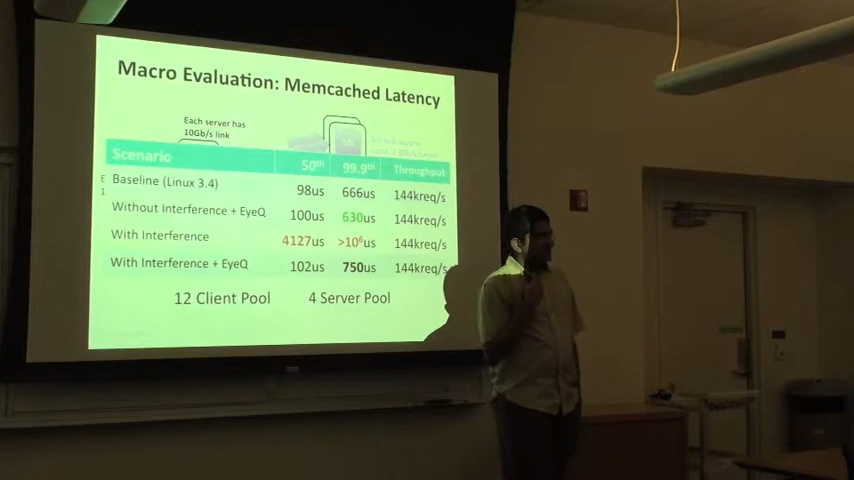 Macro Evaluation: Memcached Latency
Each server has
10Gb/s link
Scenario 50th 99.9th Throughput
Baseline (Linux 3.4) 98us 666us 144kreq/s
Without Interference + EyeQ 100us 630us 144kreq/s
With Interference 4127us >10⁶us 144kreq/s
With Interference + EyeQ 102us 750us 144kreq/s
12 Client Pool 4 Server Pool